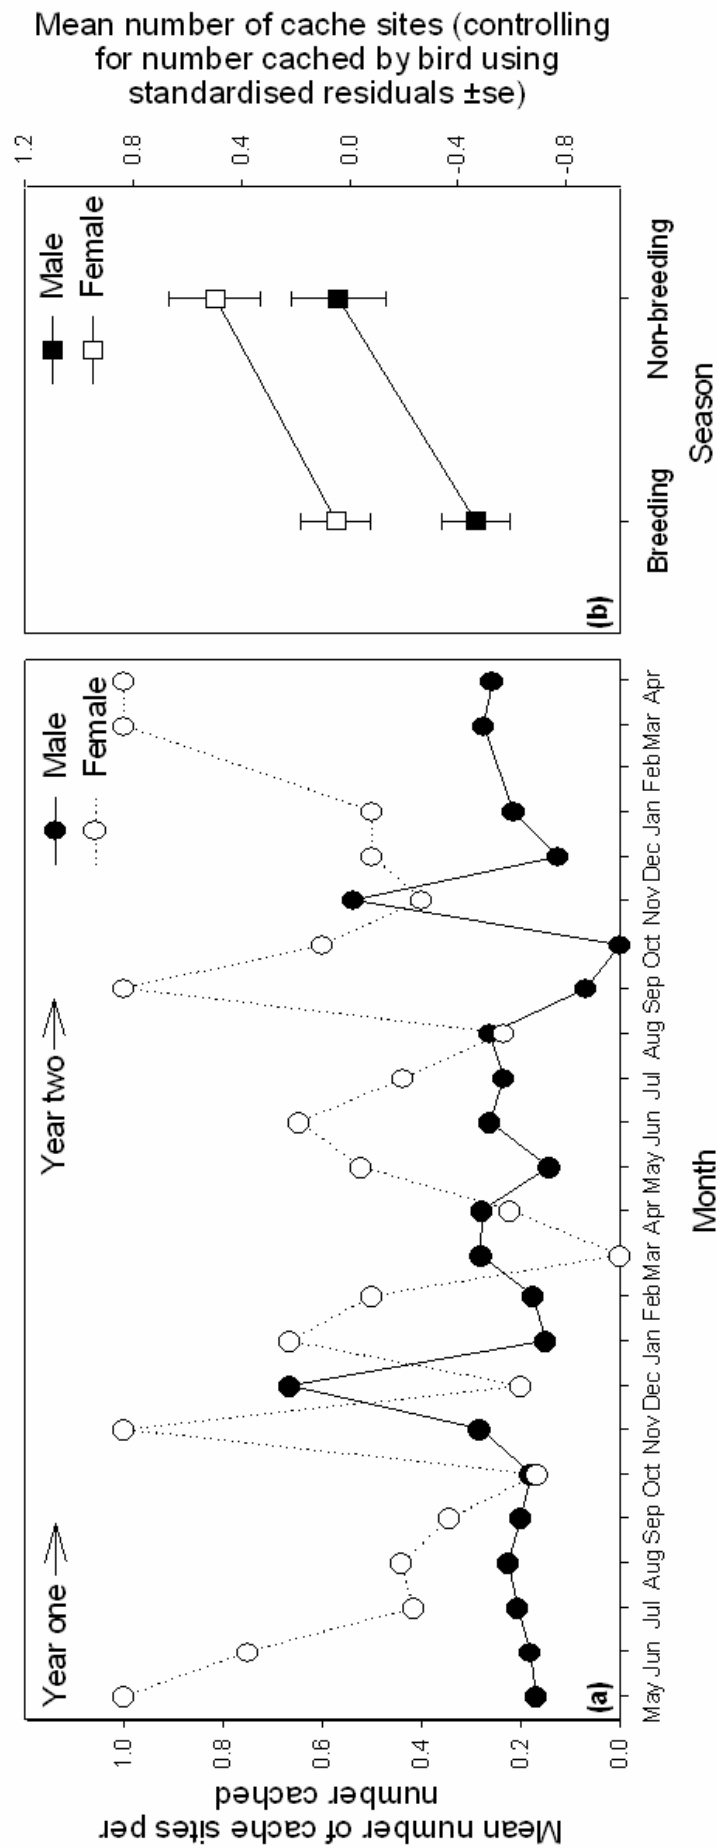 Mean number of cache sites per
number cached
1.0
0.8
0.6
0.4
0.2
0.0
Year one
Year two
Male
Female
(a)
May Jun Jul Aug Sep Oct Nov Dec Jan Feb Mar Apr May Jun Jul Aug Sep Oct Nov Dec Jan Feb Mar Apr
Month
Male
Female
(b)
Breeding
Non-breeding
Season
1.2
0.8
0.4
0.0
-0.4
-0.8
Mean number of cache sites (controlling
for number cached by bird using
standardised residuals ±se)